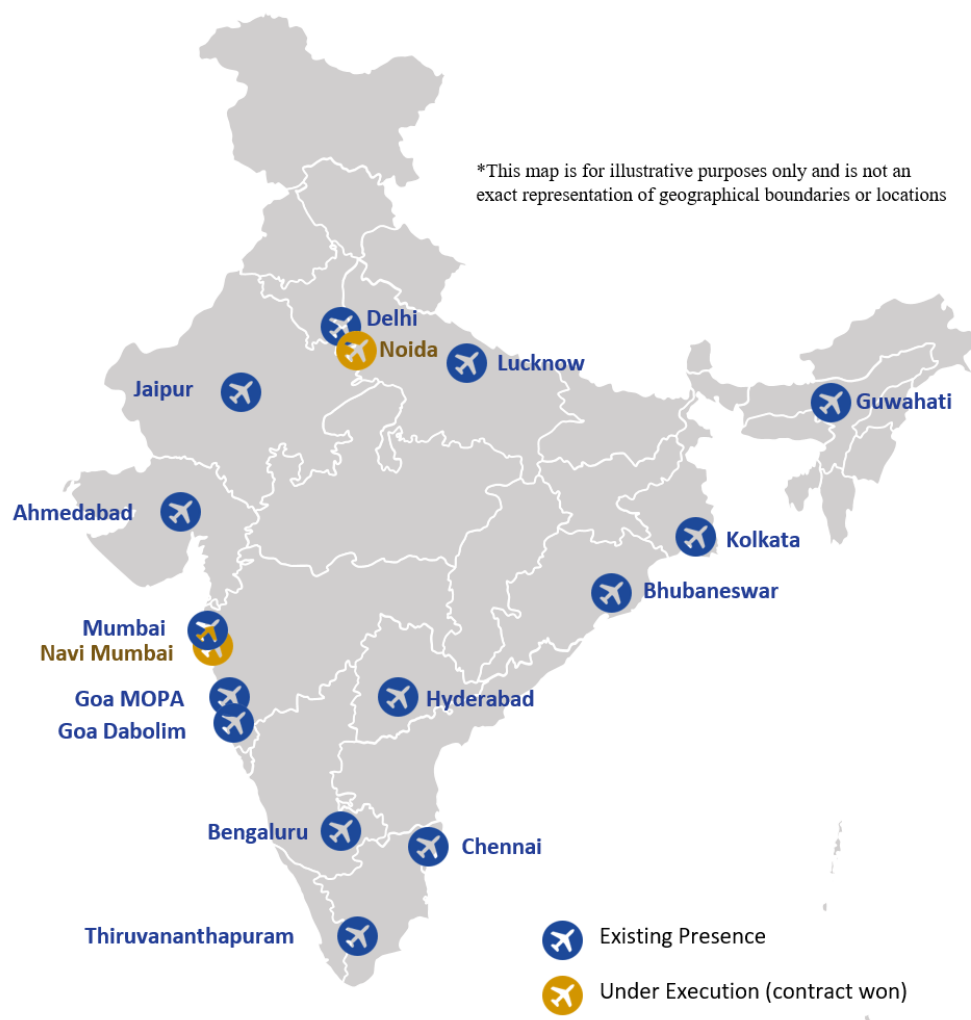 *This map is for illustrative purposes only and is not an
exact representation of geographical boundaries or locations
Delhi
Noida
Lucknow
Jaipur
Guwahati
Ahmedabad
Kolkata
Bhubaneswar
Mumbai
Navi Mumbai
Goa MOPA
Hyderabad
Goa Dabolim
Bengaluru
Chennai
Thiruvananthapuram
Existing Presence
Under Execution (contract won)